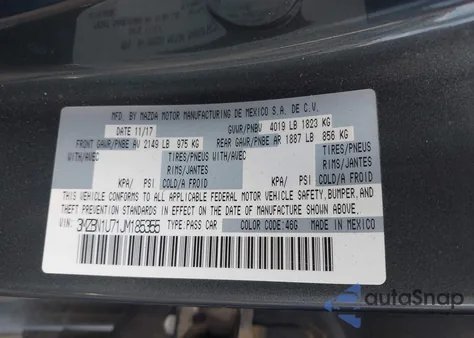 MFD. BY MAZDA MOTOR MANUFACTURING DE MEXICO S.A. DE C.V.
DATE 11/17 GVWR/PNBV 4019 LB 1823 KG
FRONT GAWR/PNBE AV 2149 LB 975 KG REAR GAWR/PNBE AR 1887 LB 856 KG
WITH/AVEC TIRES/PNEUS WITH/AVEC TIRES/PNEUS
RIMS/JANTES RIMS/JANTES
KPA/ PSI COLD/A FROID KPA/ PSI COLD/A FROID
THIS VEHICLE CONFORMS TO ALL APPLICABLE FEDERAL MOTOR VEHICLE SAFETY, BUMPER, AND
THEFT PREVENTION STANDARDS IN EFFECT ON THE DATE OF MANUFACTURE SHOWN ABOVE.
VIN: 3MZBN1U71JM185355 TYPE: PASS CAR COLOR CODE: 46G MADE IN MEXICO
autoSnap